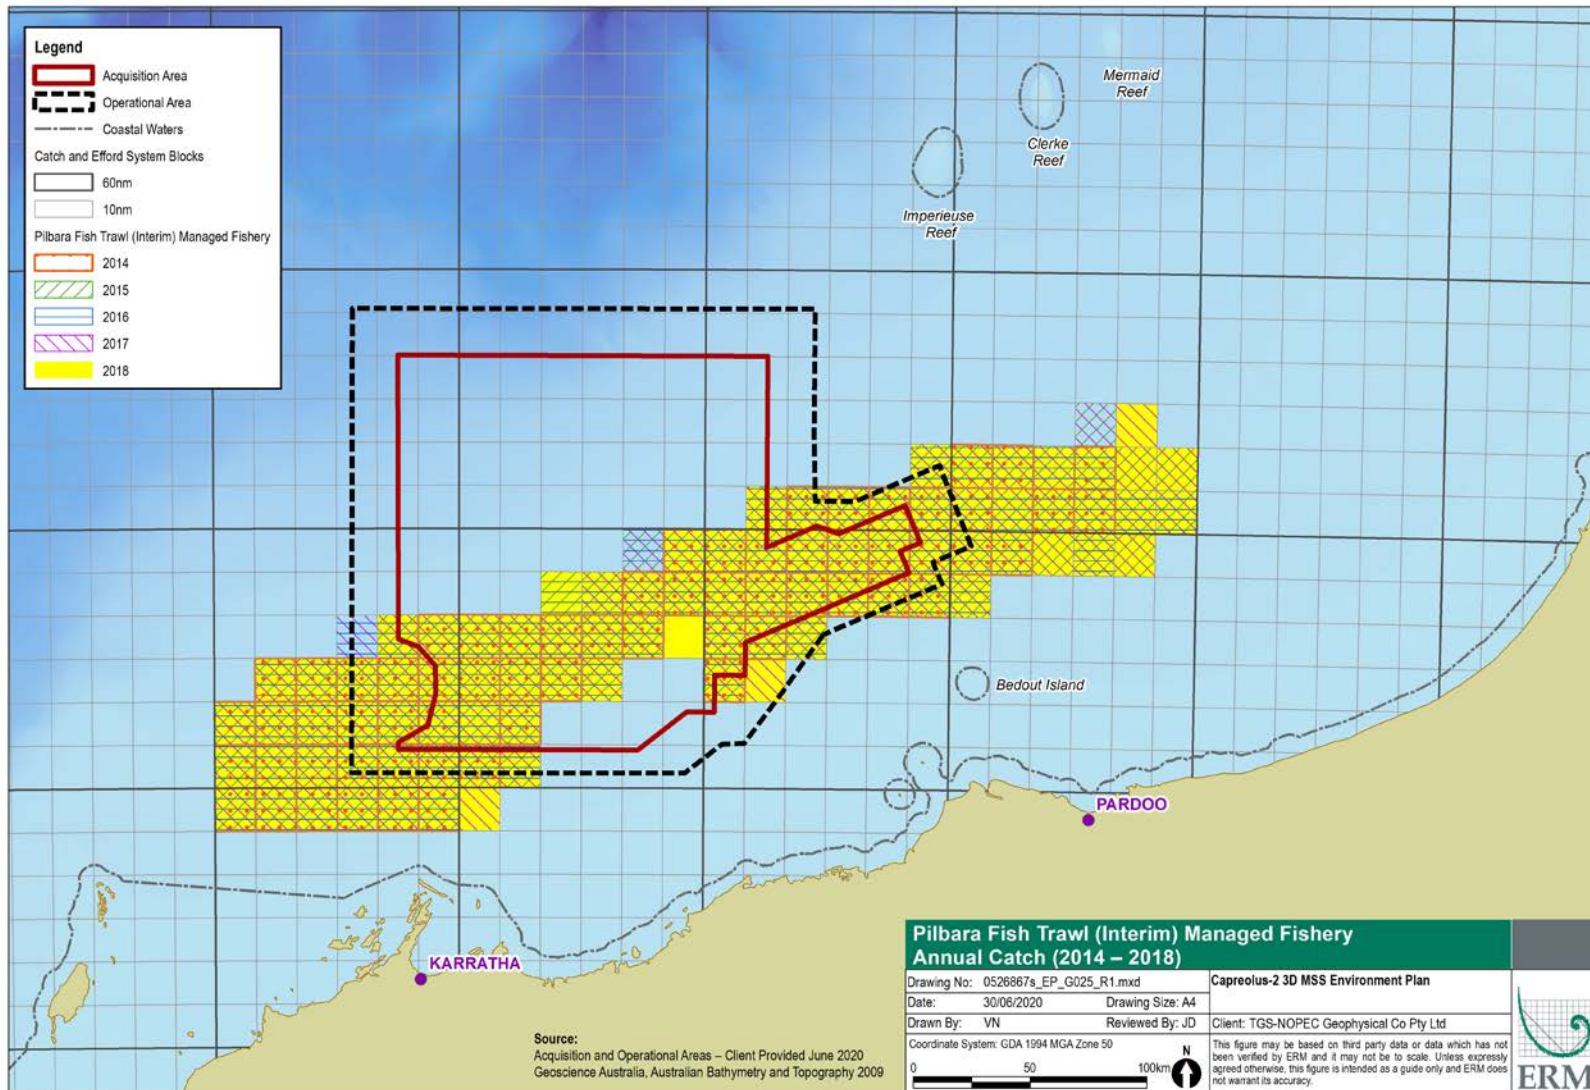 Legend
Acquisition Area
Operational Area
Coastal Waters
Catch and Efford System Blocks
60nm
10nm
Pilbara Fish Trawl (Interim) Managed Fishery
2014
2015
2016
2017
2018
Mermaid
Reef
Clerke
Reef
Imperieuse
Reef
Bedout Island
PARDOO
KARRATHA
Source:
Acquisition and Operational Areas – Client Provided June 2020
Geoscience Australia, Australian Bathymetry and Topography 2009
Pilbara Fish Trawl (Interim) Managed Fishery
Annual Catch (2014 – 2018)
Drawing No: 0526867s_EP_G025_R1.mxd
Capreolus-2 3D MSS Environment Plan
Date: 30/06/2020 Drawing Size: A4
Drawn By: VN Reviewed By: JD
Client: TGS-NOPEC Geophysical Co Pty Ltd
Coordinate System: GDA 1994 MGA Zone 50
0 50 100km
N
This figure may be based on third party data or data which has not
been verified by ERM and it may not be to scale. Unless expressly
agreed otherwise, this figure is intended as a guide only and ERM does
not warrant its accuracy.
ERM